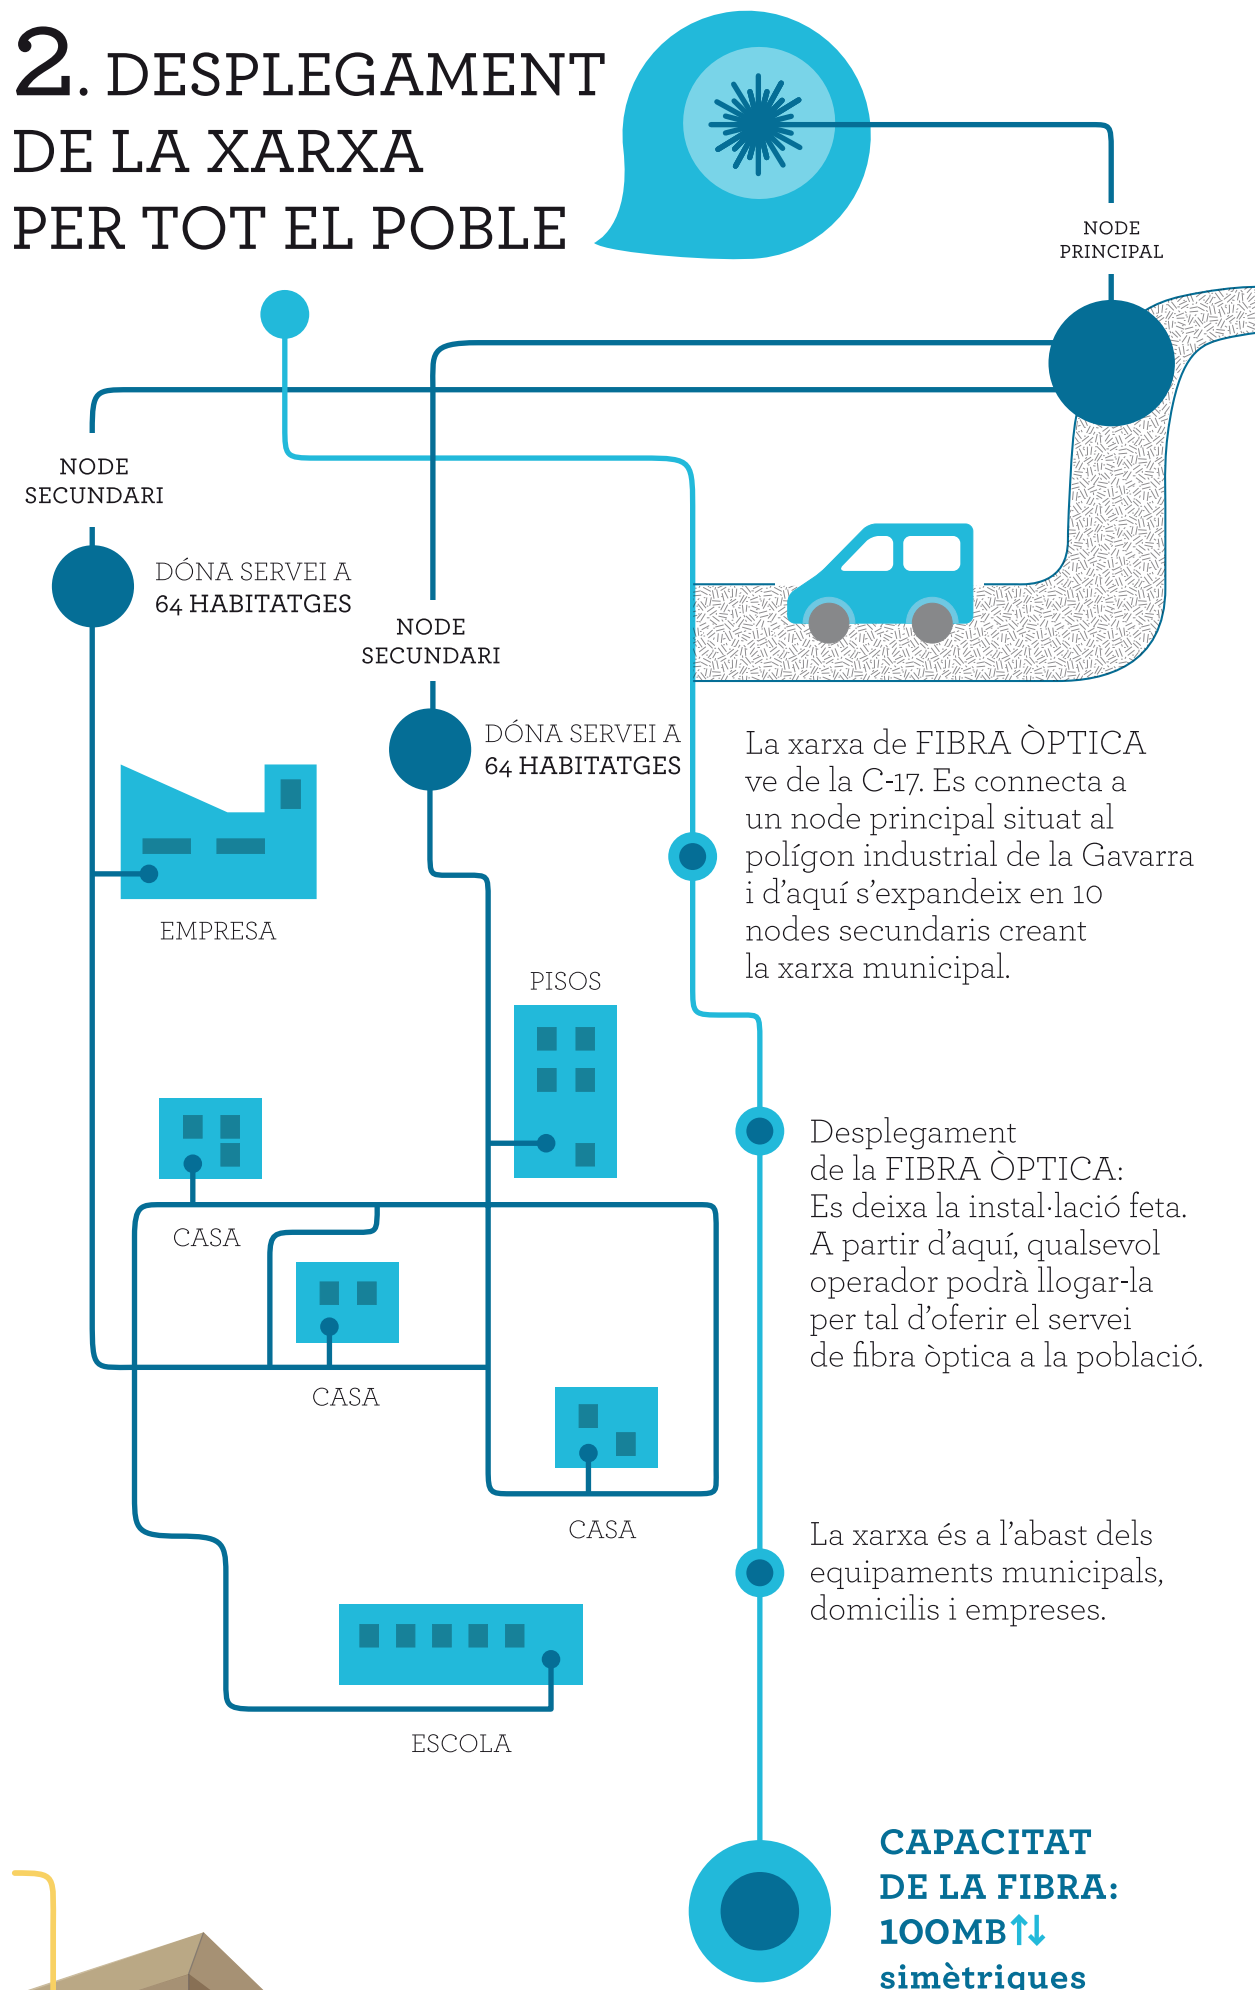 2. DESPLEGAMENT
DE LA XARXA
PER TOT EL POBLE
NODE
PRINCIPAL
NODE
SECUNDARI
DÓNA SERVEI A
64 HABITATGES
NODE
SECUNDARI
DÓNA SERVEI A
64 HABITATGES
La xarxa de FIBRA ÒPTICA
ve de la C-17. Es connecta a
un node principal situat al
polígon industrial de la Gavarra
i d’aquí s’expandeix en 10
nodes secundaris creant
la xarxa municipal.
EMPRESA
PISOS
CASA
Desplegament
de la FIBRA ÒPTICA:
Es deixa la instal·lació feta.
A partir d’aquí, qualsevol
operador podrà llogar-la
per tal d’oferir el servei
de fibra òptica a la població.
CASA
CASA
La xarxa és a l’abast dels
equipaments municipals,
domicilis i empreses.
ESCOLA
CAPACITAT
DE LA FIBRA:
100MB↑↓
simètriques